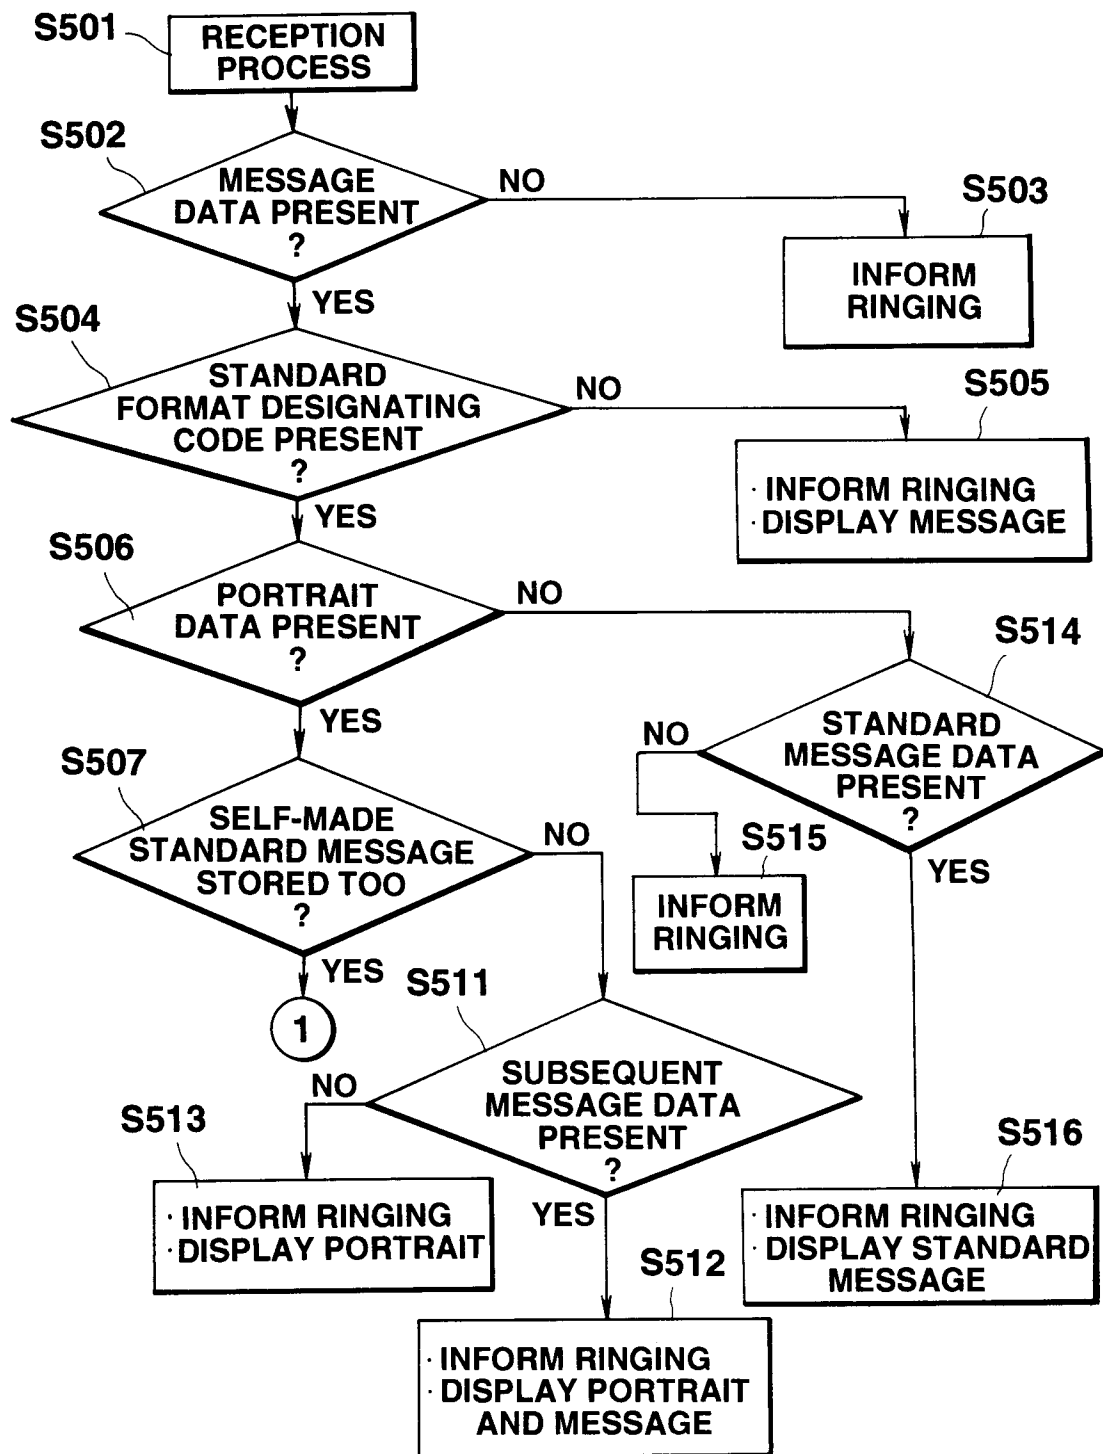 S501
RECEPTION
PROCESS
S502
MESSAGE
DATA PRESENT
?
NO
YES
S503
INFORM
RINGING
S504
STANDARD
FORMAT DESIGNATING
CODE PRESENT
?
NO
YES
S505
· INFORM RINGING
· DISPLAY MESSAGE
S506
PORTRAIT
DATA PRESENT
?
NO
YES
S514
STANDARD
MESSAGE DATA
PRESENT
?
NO
YES
S507
SELF-MADE
STANDARD MESSAGE
STORED TOO
?
NO
YES
1
S515
INFORM
RINGING
S511
SUBSEQUENT
MESSAGE DATA
PRESENT
?
NO
YES
S513
· INFORM RINGING
· DISPLAY PORTRAIT
S516
· INFORM RINGING
· DISPLAY STANDARD
MESSAGE
S512
· INFORM RINGING
· DISPLAY PORTRAIT
AND MESSAGE